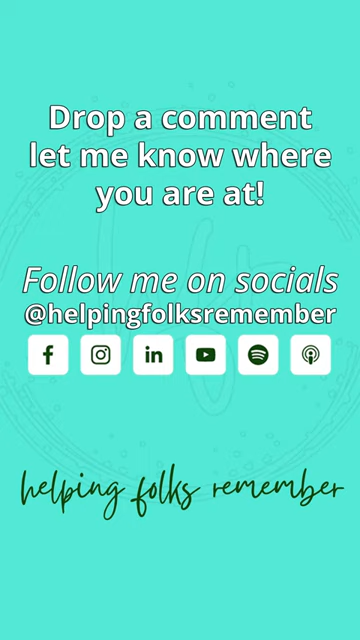 Drop a comment
let me know where
you are at!
Follow me on socials
@helpingfolksremember
helping folks remember